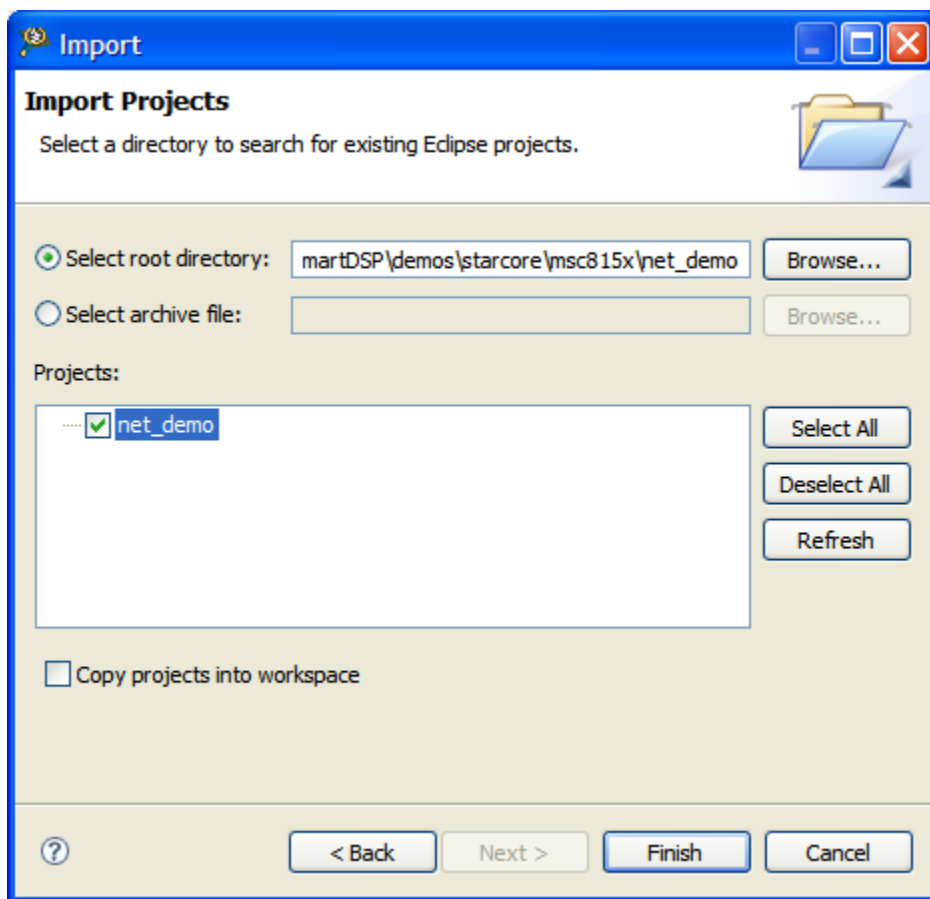 Import
Import Projects
Select a directory to search for existing Eclipse projects.
Select root directory: martDSP\demos\starcore\msc815x\net_demo Browse...
Select archive file: Browse...
Projects:
net_demo
Select All
Deselect All
Refresh
Copy projects into workspace
? < Back Next > Finish Cancel